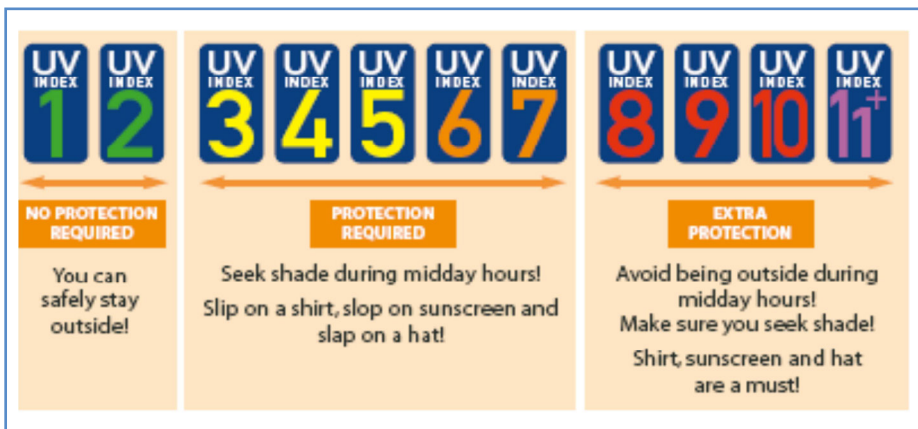 UV INDEX 1
UV INDEX 2
UV INDEX 3
UV INDEX 4
UV INDEX 5
UV INDEX 6
UV INDEX 7
UV INDEX 8
UV INDEX 9
UV INDEX 10
UV INDEX 11+
NO PROTECTION
REQUIRED
You can
safely stay
outside!
PROTECTION
REQUIRED
Seek shade during midday hours!
Slip on a shirt, slop on sunscreen and
slap on a hat!
EXTRA
PROTECTION
Avoid being outside during
midday hours!
Make sure you seek shade!
Shirt, sunscreen and hat
are a must!